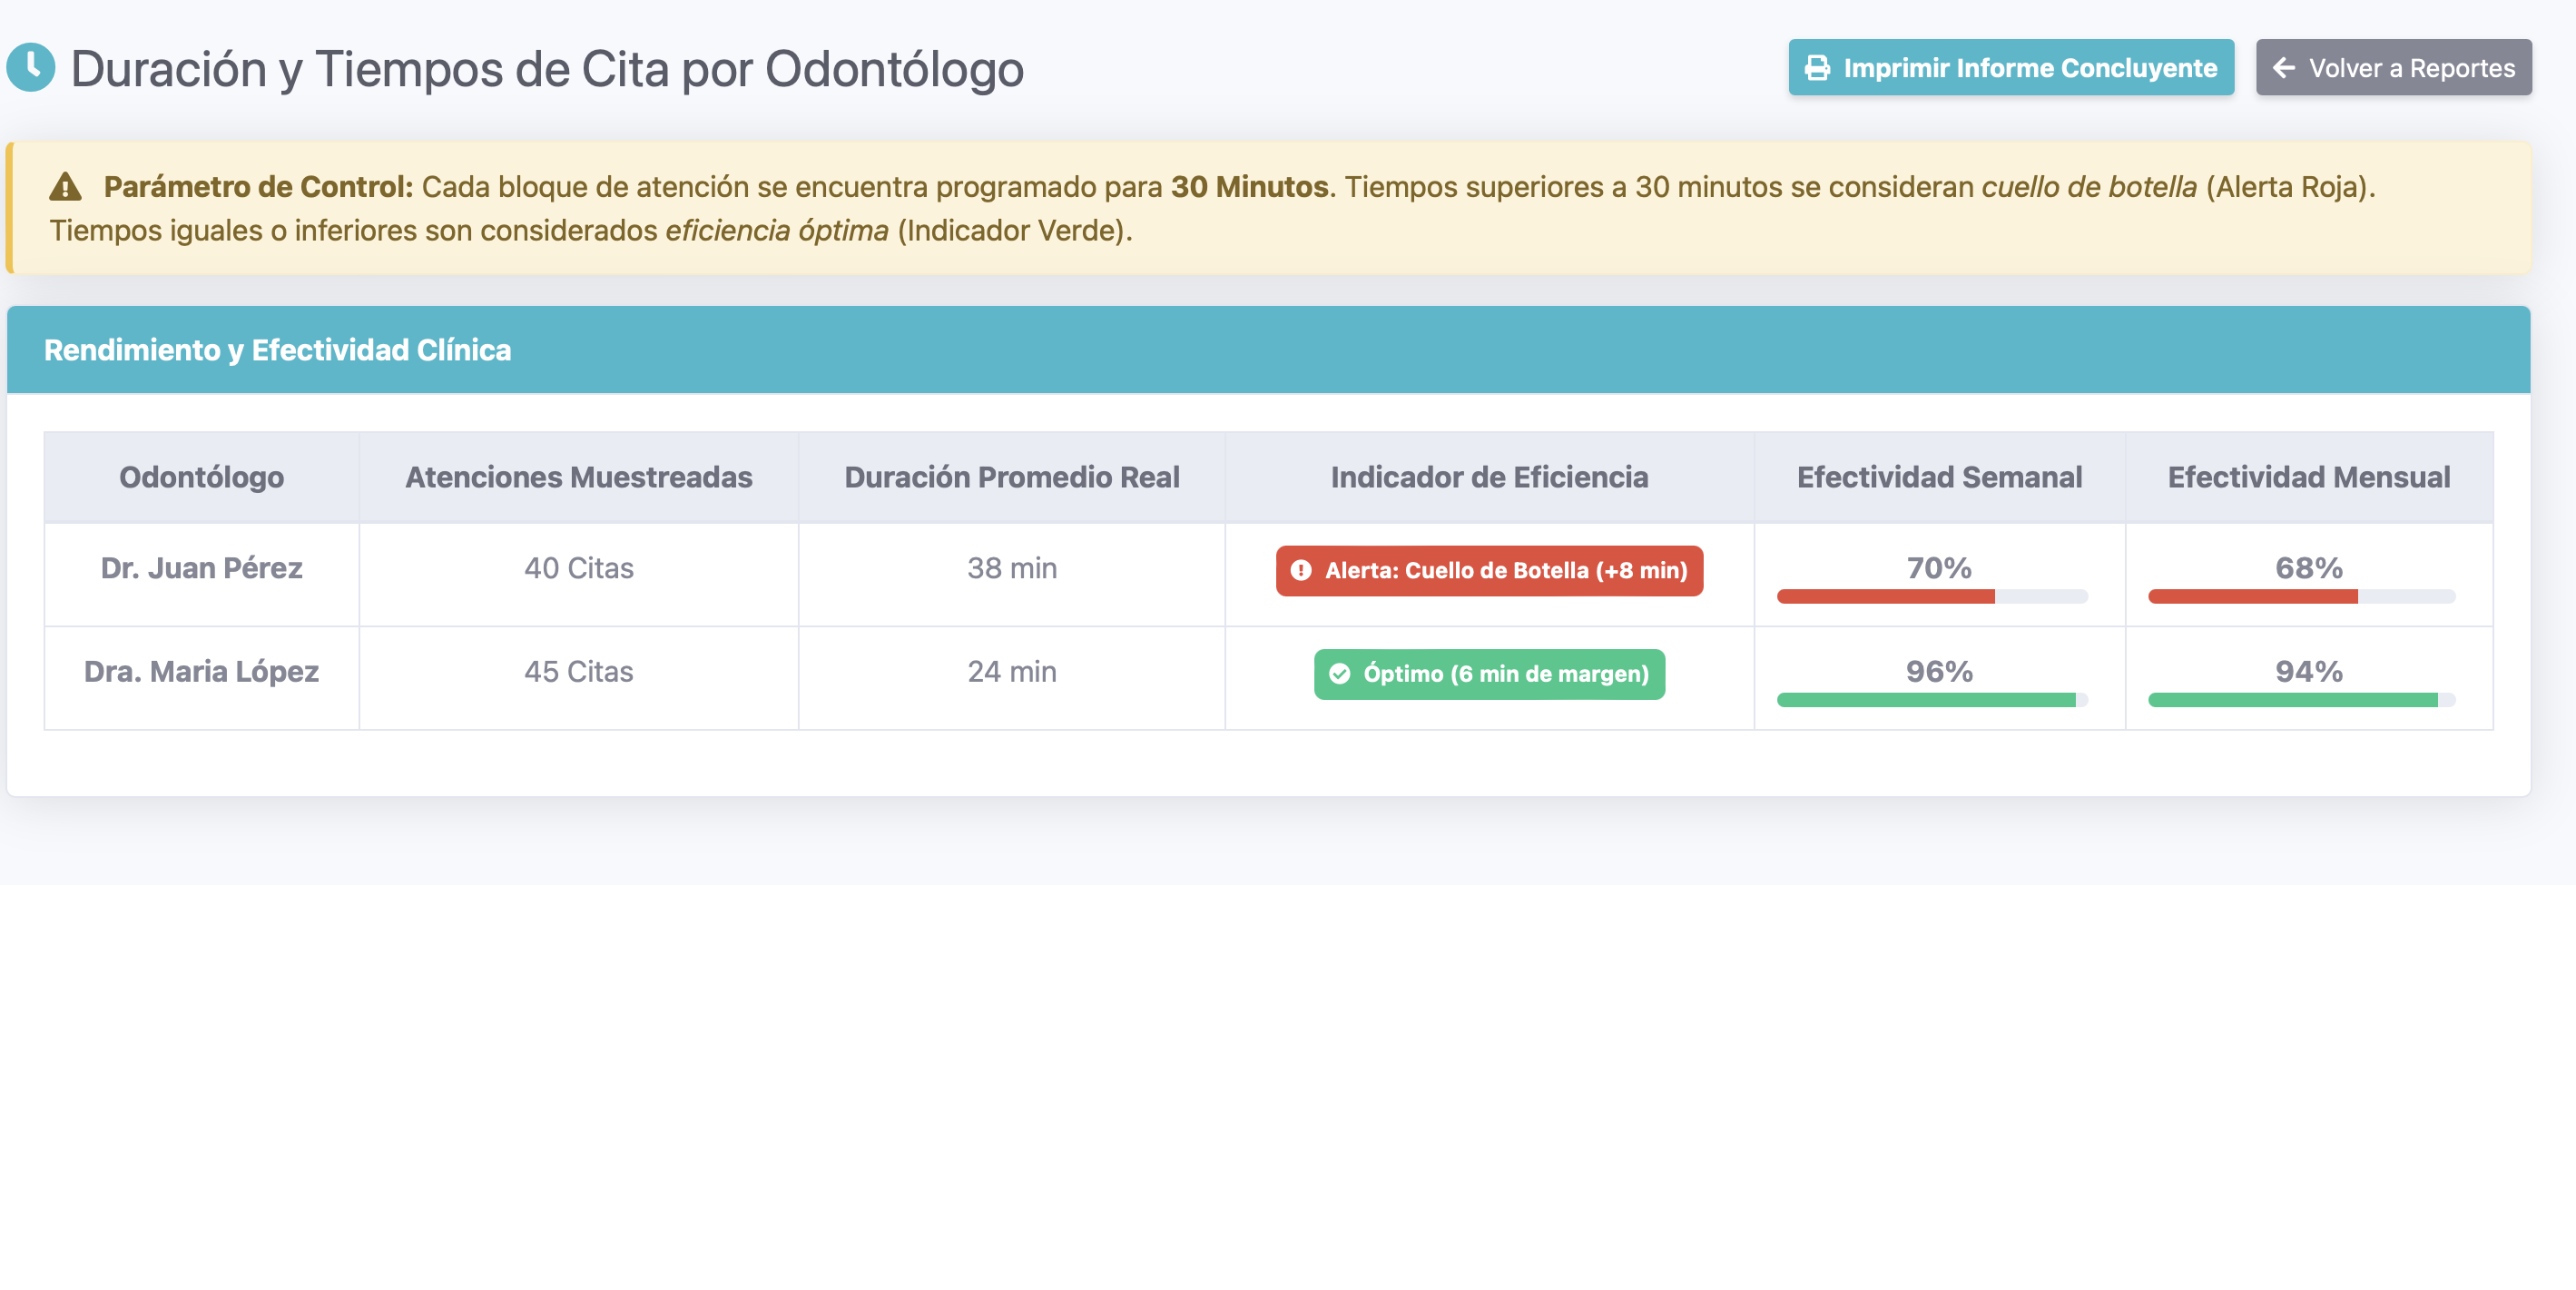 Duración y Tiempos de Cita por Odontólogo
Imprimir Informe Concluyente
Volver a Reportes
Parámetro de Control: Cada bloque de atención se encuentra programado para 30 Minutos. Tiempos superiores a 30 minutos se consideran cuello de botella (Alerta Roja).
Tiempos iguales o inferiores son considerados eficiencia óptima (Indicador Verde).
Rendimiento y Efectividad Clínica
Odontólogo Atenciones Muestreadas Duración Promedio Real Indicador de Eficiencia Efectividad Semanal Efectividad Mensual
Dr. Juan Pérez 40 Citas 38 min Alerta: Cuello de Botella (+8 min) 70% 68%
Dra. Maria López 45 Citas 24 min Óptimo (6 min de margen) 96% 94%